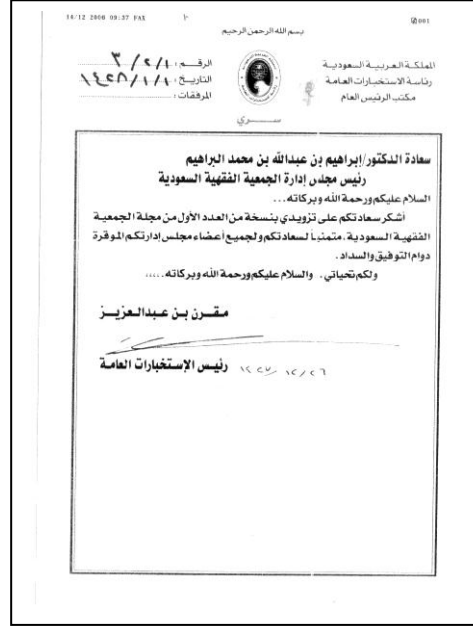 14/12 2006 09:37 FAX
001
بسم الله الرحمن الرحيم
المملكة العربية السعودية
رئاسة الاستخبارات العامة
مكتب الرئيس العام
الرقم : ٣/٢/١
التاريخ : ١٤٢٨/١/١
المرفقات :
سري
سعادة الدكتور/إبراهيم بن عبدالله بن محمد البراهيم
رئيس مجلس إدارة الجمعية الفقهية السعودية
السلام عليكم ورحمة الله وبركاته...
أشكر سعادتكم على تزويدي بنسخة من العدد الأول من مجلة الجمعية
الفقهية السعودية، متمنياً لسعادتكم ولجميع أعضاء مجلس إدارتكم الموقرة
دوام التوفيق والسداد.
ولكم تحياتي. والسلام عليكم ورحمة الله وبركاته.....
مقرن بن عبدالعزيز
رئيس الإستخبارات العامة
١٤٢٧/١٢/٢٦